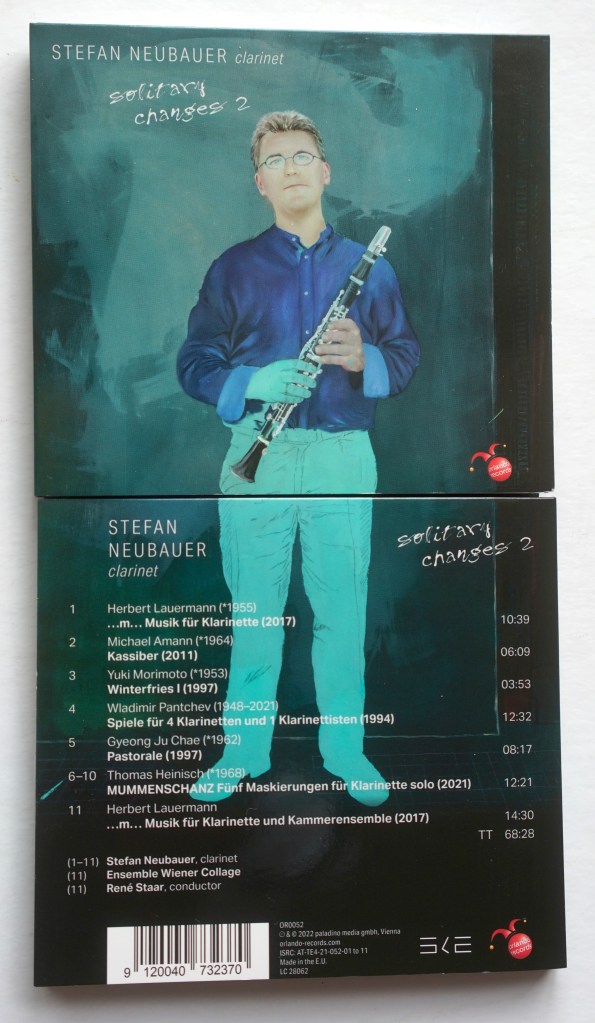 STEFAN NEUBAUER clarinet
solitary
changes 2
orlando
records
STEFAN
NEUBAUER
clarinet
solitary
changes 2
1 Herbert Lauermann (*1955)
...m... Musik für Klarinette (2017) 10:39
2 Michael Amann (*1964)
Kassiber (2011) 06:09
3 Yuki Morimoto (*1953)
Winterfries I (1997) 03:53
4 Wladimir Pantchev (1948–2021)
Spiele für 4 Klarinetten und 1 Klarinettisten (1994) 12:32
5 Gyeong Ju Chae (*1962)
Pastorale (1997) 08:17
6–10 Thomas Heinisch (*1968)
MUMMENSCHANZ Fünf Maskierungen für Klarinette solo (2021) 12:21
11 Herbert Lauermann
...m... Musik für Klarinette und Kammerensemble (2017) 14:30
TT 68:28
(1–11) Stefan Neubauer, clarinet
(11) Ensemble Wiener Collage
(11) René Staar, conductor
OR0052
℗ & © 2022 paladino media gmbh, Vienna
orlando-records.com
ISRC: AT-TE4-21-052-01 to 11
Made in the E.U.
LC 28062
9 120040 732370
SKE
orlando
records